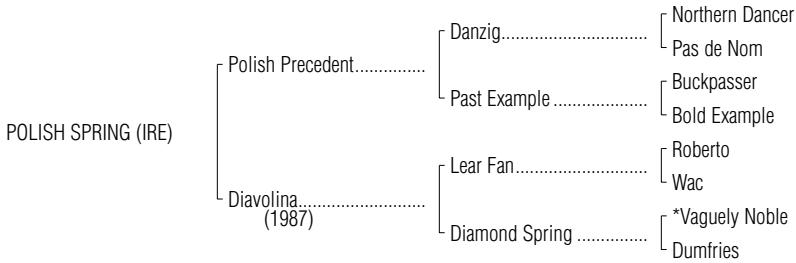 Northern Dancer
Danzig..................................
Pas de Nom
Polish Precedent................
Buckpasser
Past Example ......................
Bold Example
POLISH SPRING (IRE)
Roberto
Lear Fan...............................
Wac
Diavolina.............................
(1987)
*Vaguely Noble
Diamond Spring ................
Dumfries